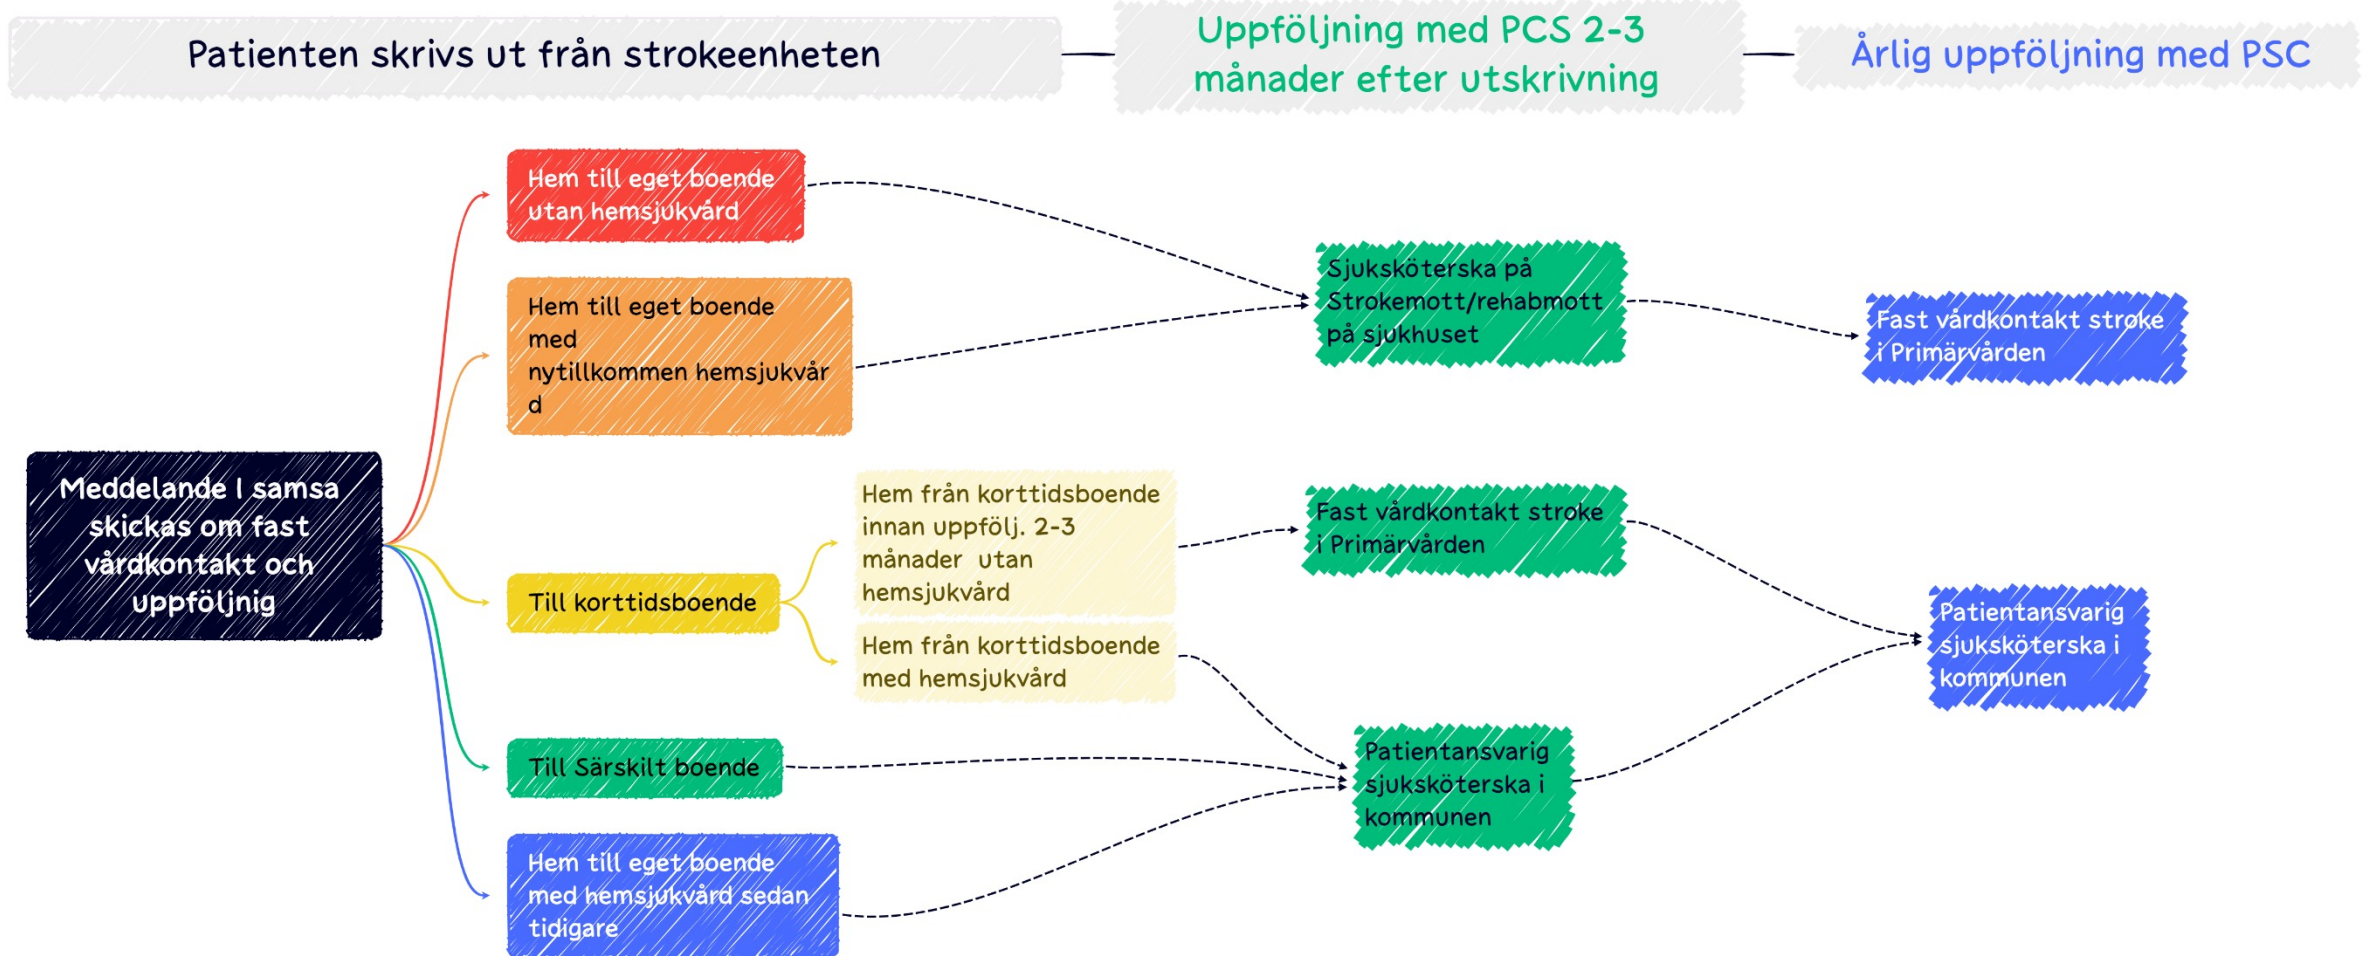 Patienten skrivs ut från strokeenheten
Uppföljning med PCS 2-3
månader efter utskrivning
Årlig uppföljning med PSC
Hem till eget boende
utan hemsjukvård
Hem till eget boende
med
nytillkommen hemsjukvår
d
Sjuksköterska på
Strokemott/rehabmott
på sjukhuset
Fast vårdkontakt stroke
i Primärvården
Meddelande I samsa
skickas om fast
vårdkontakt och
uppföljnig
Till korttidsboende
Hem från korttidsboende
innan uppfölj. 2-3
månader  utan
hemsjukvård
Hem från korttidsboende
med hemsjukvård
Fast vårdkontakt stroke
i Primärvården
Patientansvarig
sjuksköterska i
kommunen
Till Särskilt boende
Patientansvarig
sjuksköterska i
kommunen
Hem till eget boende
med hemsjukvård sedan
tidigare